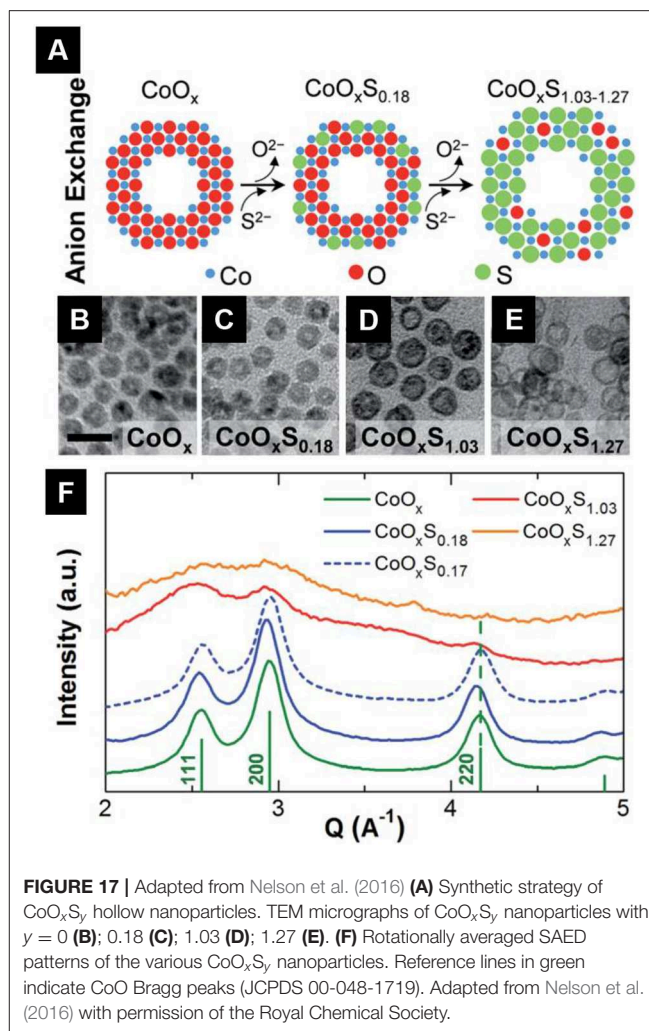 A
Anion Exchange
CoOₓ
CoOₓS₀.₁₈
CoOₓS₁.₀₃₋₁.₂₇
O²⁻
S²⁻
O²⁻
S²⁻
Co
O
S
B
CoOₓ
C
CoOₓS₀.₁₈
D
CoOₓS₁.₀₃
E
CoOₓS₁.₂₇
F
Intensity (a.u.)
CoOₓ
CoOₓS₀.₁₈
CoOₓS₀.₁₇
CoOₓS₁.₀₃
CoOₓS₁.₂₇
111
200
220
2
3
4
5
Q (A⁻¹)
FIGURE 17 | Adapted from Nelson et al. (2016) (A) Synthetic strategy of
CoOₓSᵧ hollow nanoparticles. TEM micrographs of CoOₓSᵧ nanoparticles with
y = 0 (B); 0.18 (C); 1.03 (D); 1.27 (E). (F) Rotationally averaged SAED
patterns of the various CoOₓSᵧ nanoparticles. Reference lines in green
indicate CoO Bragg peaks (JCPDS 00-048-1719). Adapted from Nelson et al.
(2016) with permission of the Royal Chemical Society.